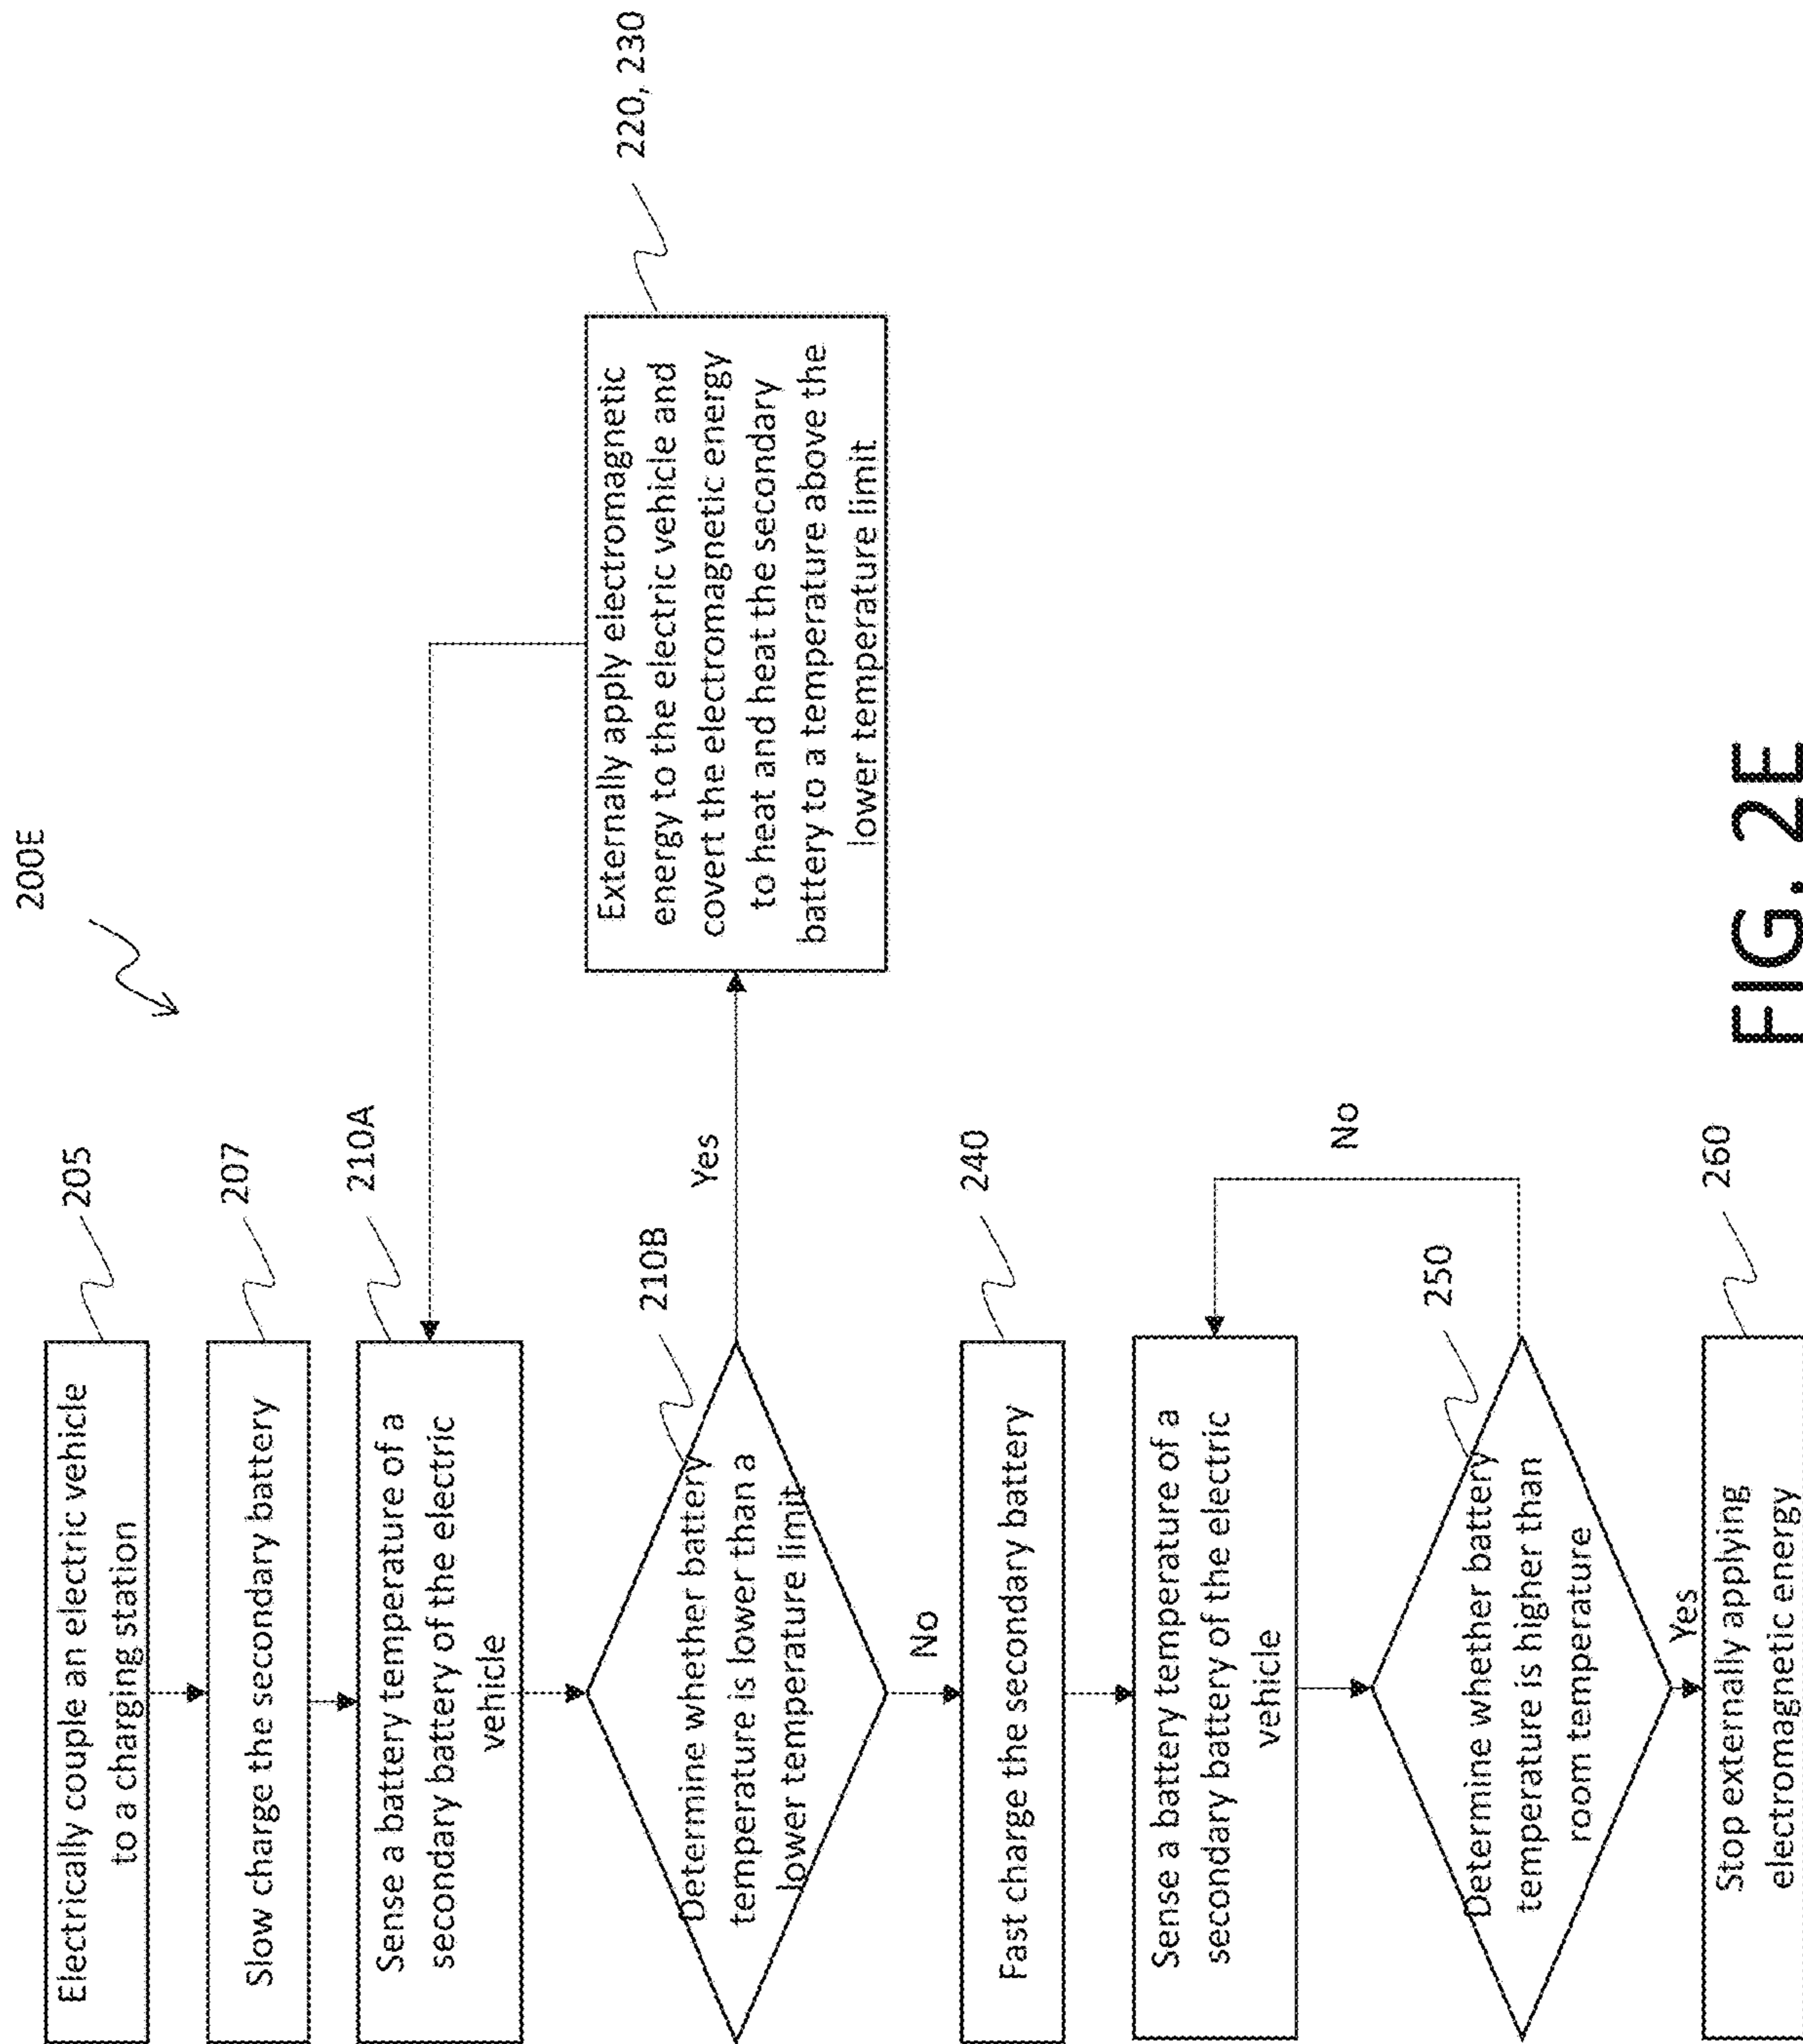 200E
Electrically couple an electric vehicle
to a charging station
205
Slow charge the secondary battery
207
Sense a battery temperature of a
secondary battery of the electric
vehicle
210A
Determine whether battery
temperature is lower than a
lower temperature limit
210B
Yes
Externally apply electromagnetic
energy to the electric vehicle and
covert the electromagnetic energy
to heat and heat the secondary
battery to a temperature above the
lower temperature limit
220, 230
No
Fast charge the secondary battery
240
Sense a battery temperature of a
secondary battery of the electric
vehicle
Determine whether battery
temperature is higher than
room temperature
250
No
Yes
Stop externally applying
electromagnetic energy
260
FIG. 2E